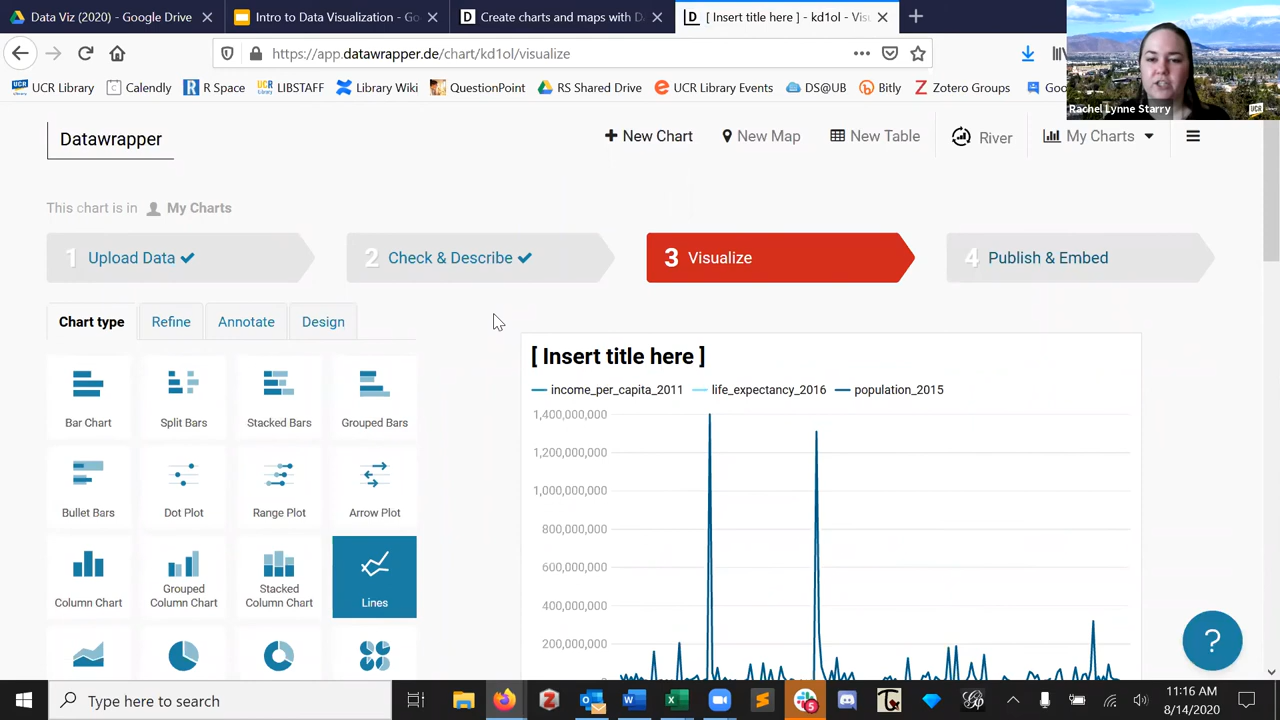 Data Viz (2020) - Google Drive
Intro to Data Visualization - Go
Create charts and maps with D
[ Insert title here ] - kd1ol - Vis
https://app.datawrapper.de/chart/kd1ol/visualize
UCR Library
Calendly
R Space
LIBSTAFF
Library Wiki
QuestionPoint
RS Shared Drive
UCR Library Events
DS@UB
Bitly
Zotero Groups
Goo
Rachel Lynne Starry
UCR
Datawrapper
New Chart
New Map
New Table
River
My Charts
This chart is in My Charts
1 Upload Data
2 Check & Describe
3 Visualize
4 Publish & Embed
Chart type
Refine
Annotate
Design
Bar Chart
Split Bars
Stacked Bars
Grouped Bars
Bullet Bars
Dot Plot
Range Plot
Arrow Plot
Column Chart
Grouped
Column Chart
Stacked
Column Chart
Lines
[ Insert title here ]
income_per_capita_2011
life_expectancy_2016
population_2015
1,400,000,000
1,200,000,000
1,000,000,000
800,000,000
600,000,000
400,000,000
200,000,000
?
Type here to search
5
11:16 AM
8/14/2020